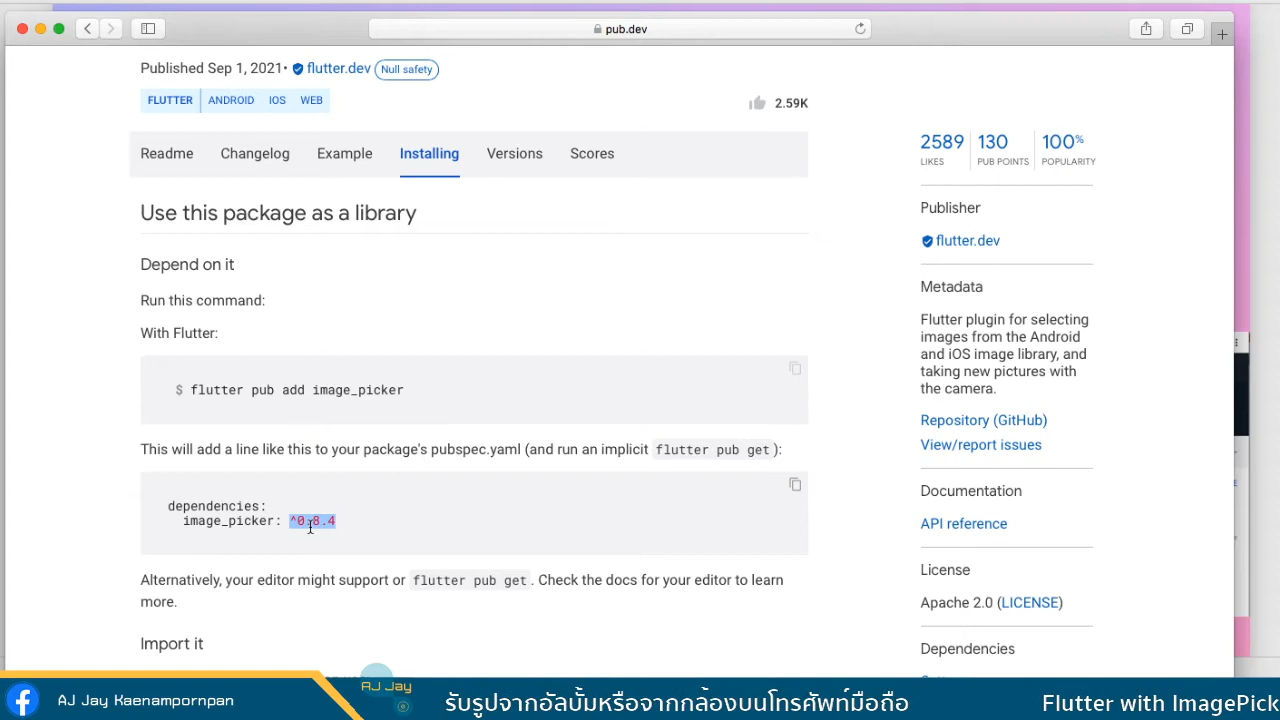 pub.dev
Published Sep 1, 2021• flutter.dev Null safety
FLUTTER ANDROID IOS WEB
2.59K
Readme Changelog Example Installing Versions Scores
Use this package as a library
Depend on it
Run this command:
With Flutter:
$ flutter pub add image_picker
This will add a line like this to your package's pubspec.yaml (and run an implicit flutter pub get):
dependencies:
image_picker: ^0.8.4
Alternatively, your editor might support or flutter pub get. Check the docs for your editor to learn
more.
Import it
2589 130 100%
LIKES PUB POINTS POPULARITY
Publisher
flutter.dev
Metadata
Flutter plugin for selecting
images from the Android
and iOS image library, and
taking new pictures with
the camera.
Repository (GitHub)
View/report issues
Documentation
API reference
License
Apache 2.0 (LICENSE)
Dependencies
AJ Jay Kaenampornpan
AJ Jay
รับรูปจากอัลบั้มหรือจากกล้องบนโทรศัพท์มือถือ
Flutter with ImagePick